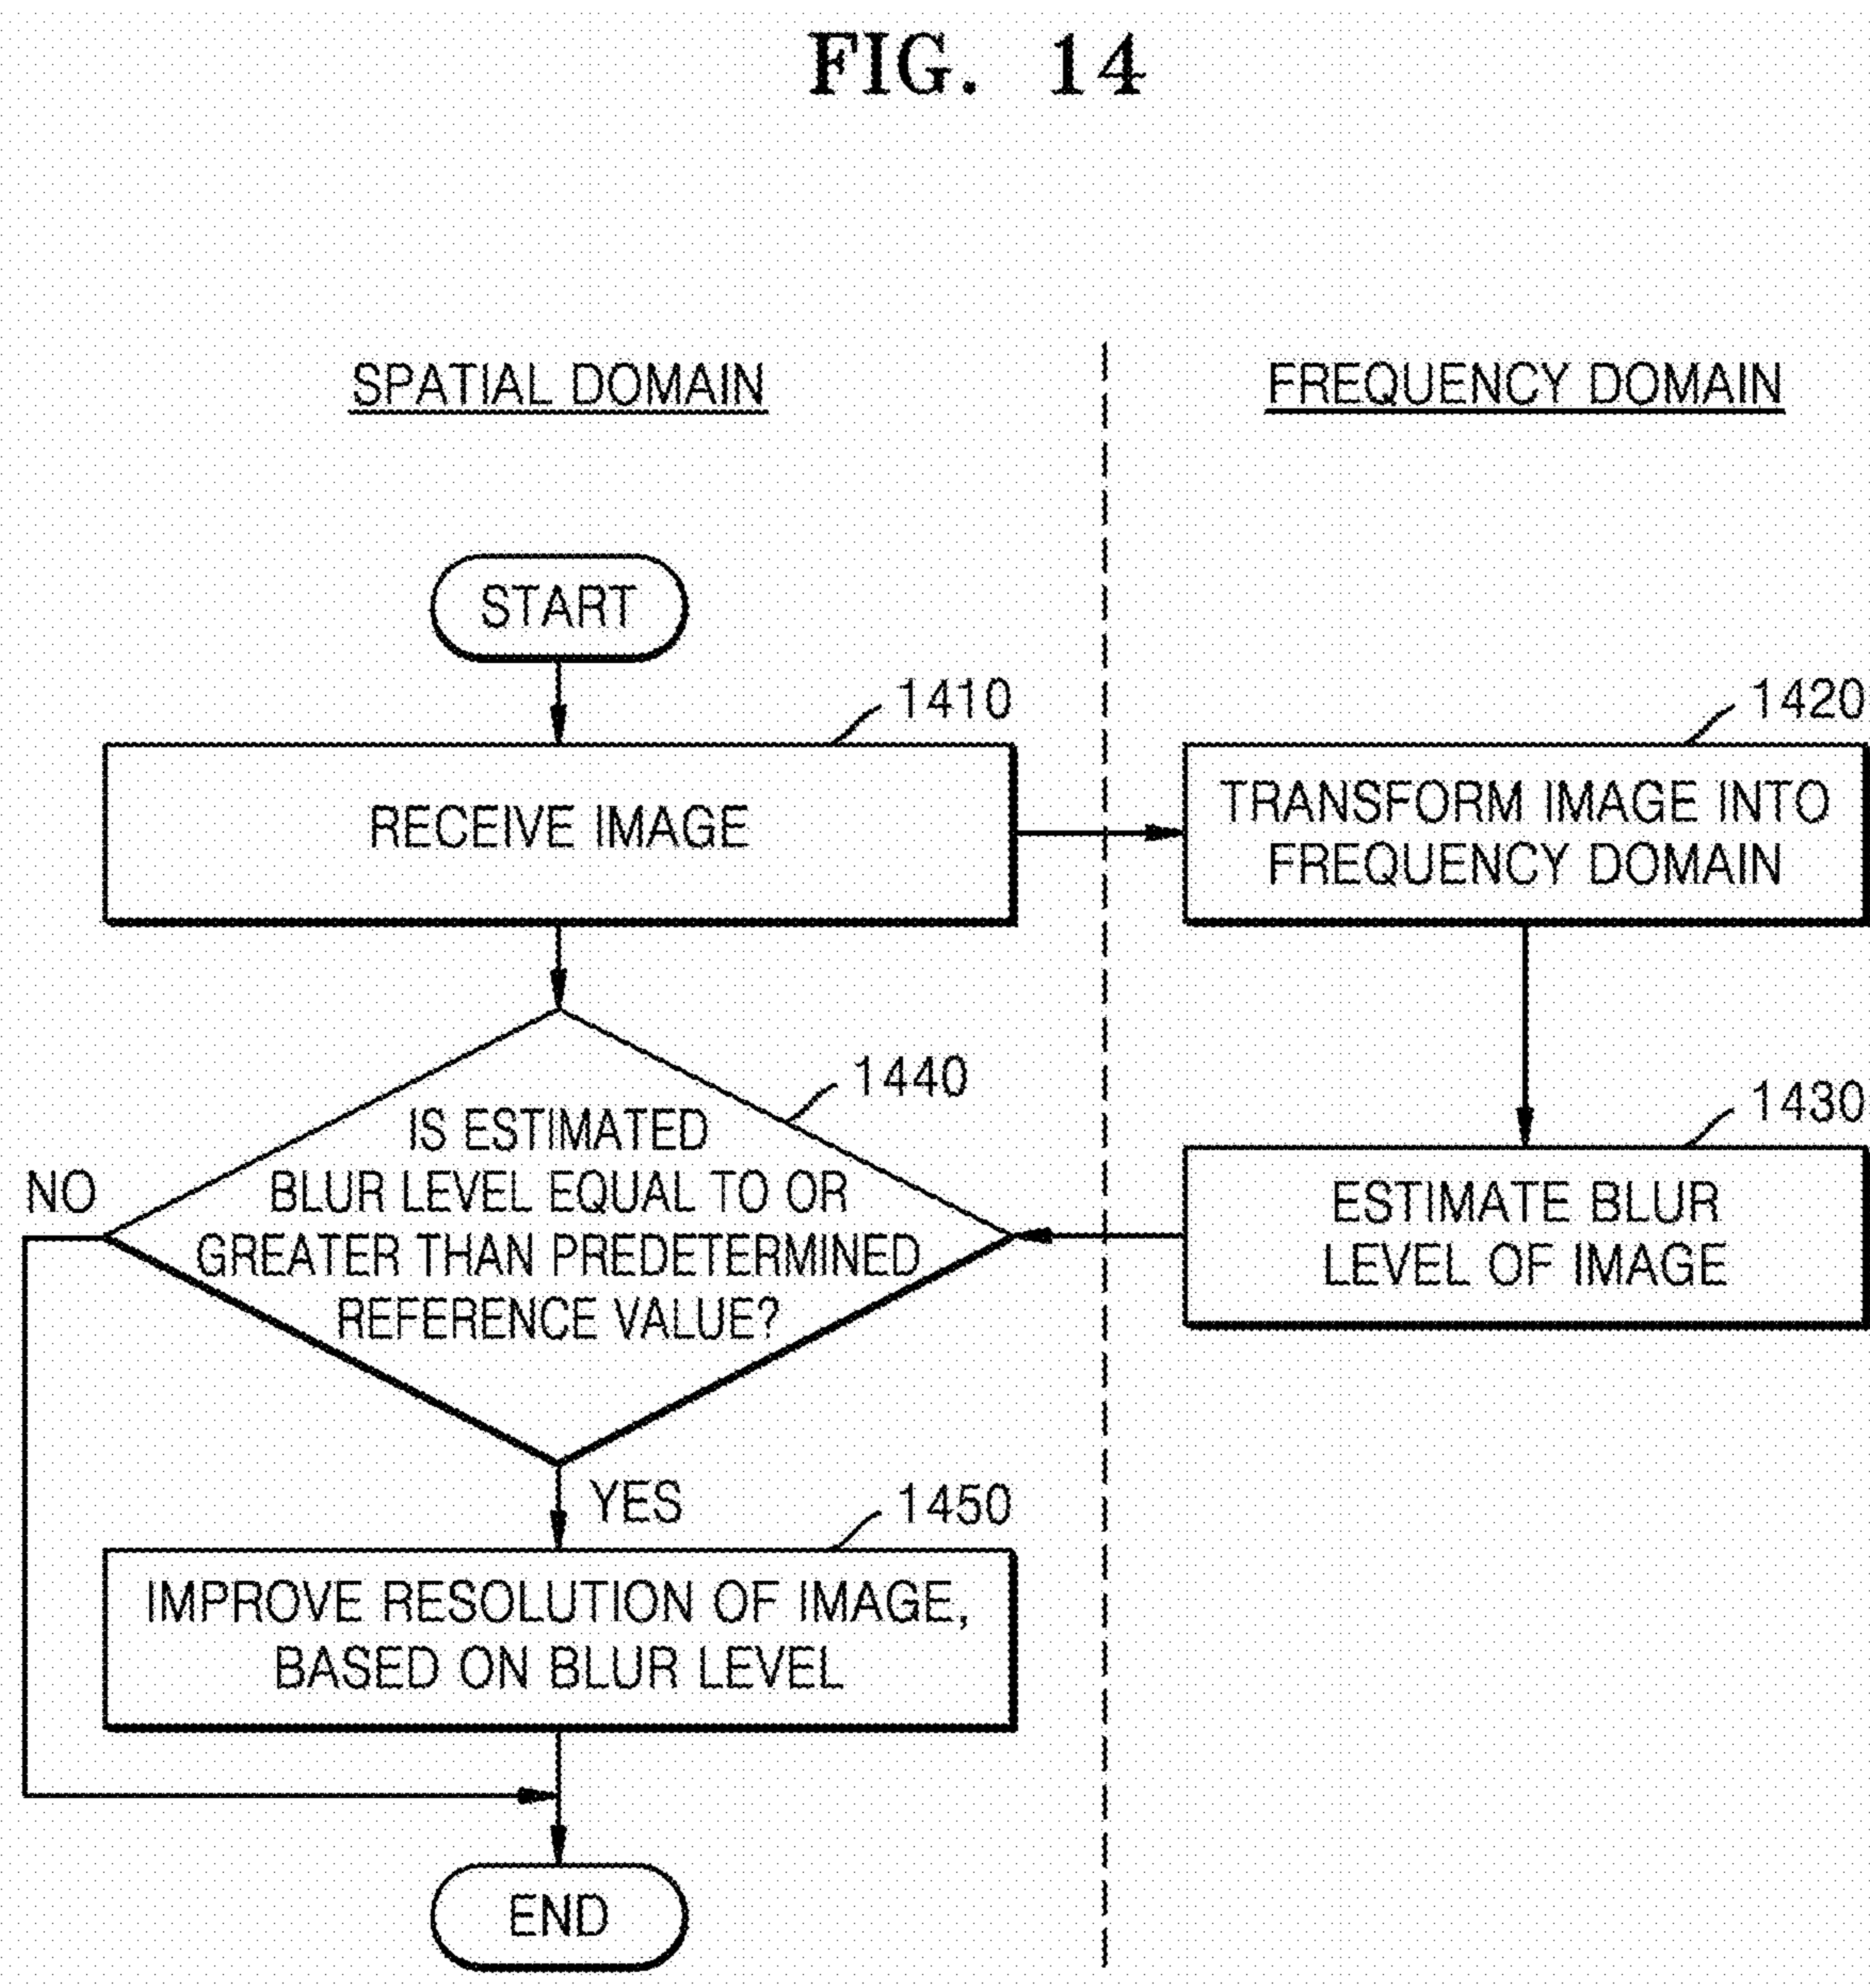 FIG. 14
SPATIAL DOMAIN
FREQUENCY DOMAIN
START
1410
RECEIVE IMAGE
1420
TRANSFORM IMAGE INTO
FREQUENCY DOMAIN
1440
IS ESTIMATED
BLUR LEVEL EQUAL TO OR
GREATER THAN PREDETERMINED
REFERENCE VALUE?
NO
1430
ESTIMATE BLUR
LEVEL OF IMAGE
YES
1450
IMPROVE RESOLUTION OF IMAGE,
BASED ON BLUR LEVEL
END